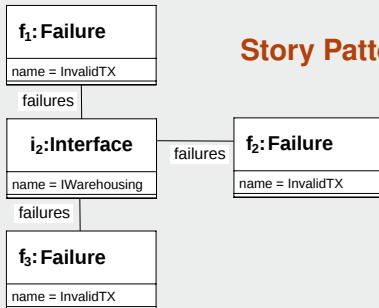 f₁:Failure
name = InvalidTX
failures
Story
i₂:Interface
name = IWarehousing
failures
f₂:Failure
name = InvalidTX
failures
f₃:Failure
name = InvalidTX